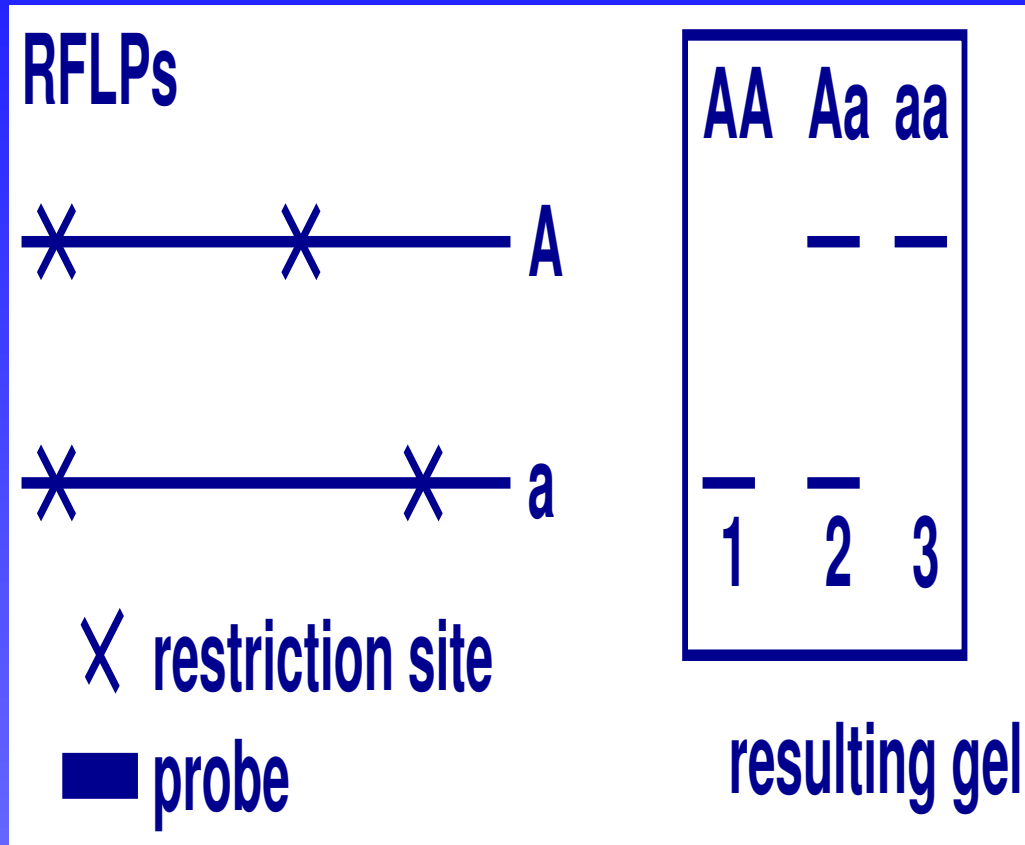 RFLPs
A
a
restriction site
probe
AA Aa aa
1 2 3
resulting gel